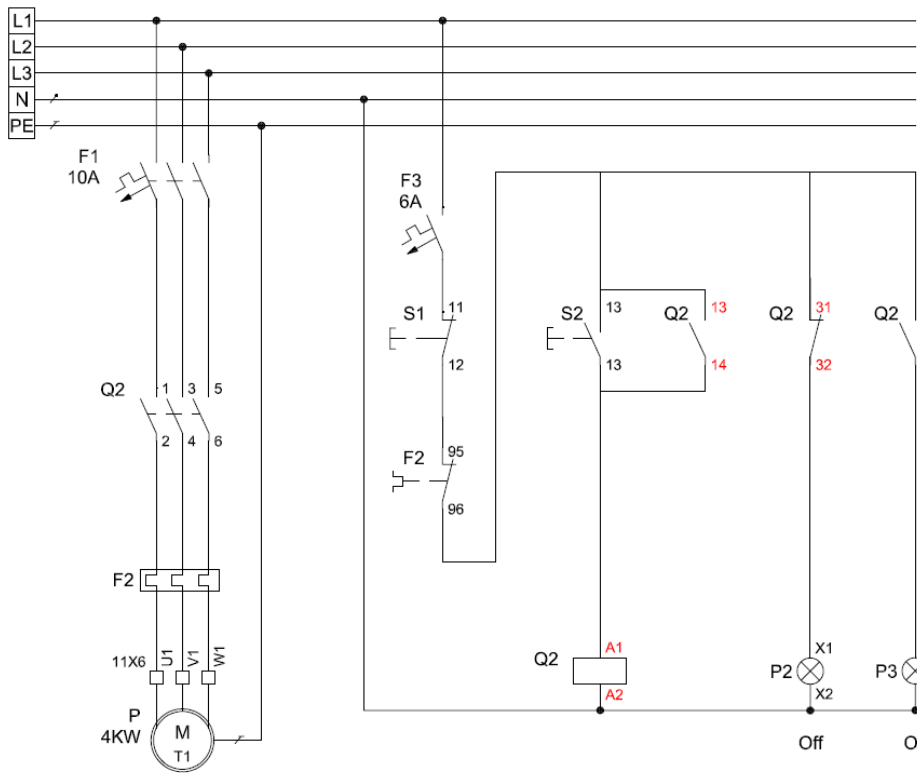 L1
L2
L3
N
PE
F1
10A
F3
6A
S1
11
12
S2
13
13
Q2
13
14
Q2
31
32
Q2
Q2
1
3
5
2
4
6
F2
95
96
F2
11X6
U1
V1
W1
P
4KW
M
T1
Q2
A1
A2
P2
X1
X2
P3
Off
O